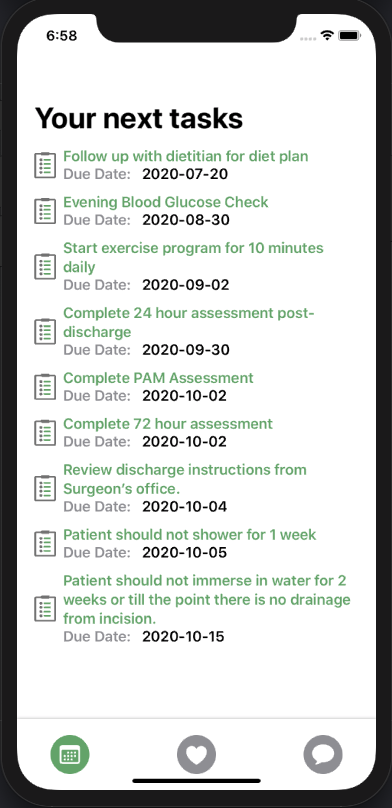 6:58
Your next tasks
Follow up with dietitian for diet plan
Due Date: 2020-07-20
Evening Blood Glucose Check
Due Date: 2020-08-30
Start exercise program for 10 minutes
daily
Due Date: 2020-09-02
Complete 24 hour assessment post-
discharge
Due Date: 2020-09-30
Complete PAM Assessment
Due Date: 2020-10-02
Complete 72 hour assessment
Due Date: 2020-10-02
Review discharge instructions from
Surgeon’s office.
Due Date: 2020-10-04
Patient should not shower for 1 week
Due Date: 2020-10-05
Patient should not immerse in water for 2
weeks or till the point there is no drainage
from incision.
Due Date: 2020-10-15